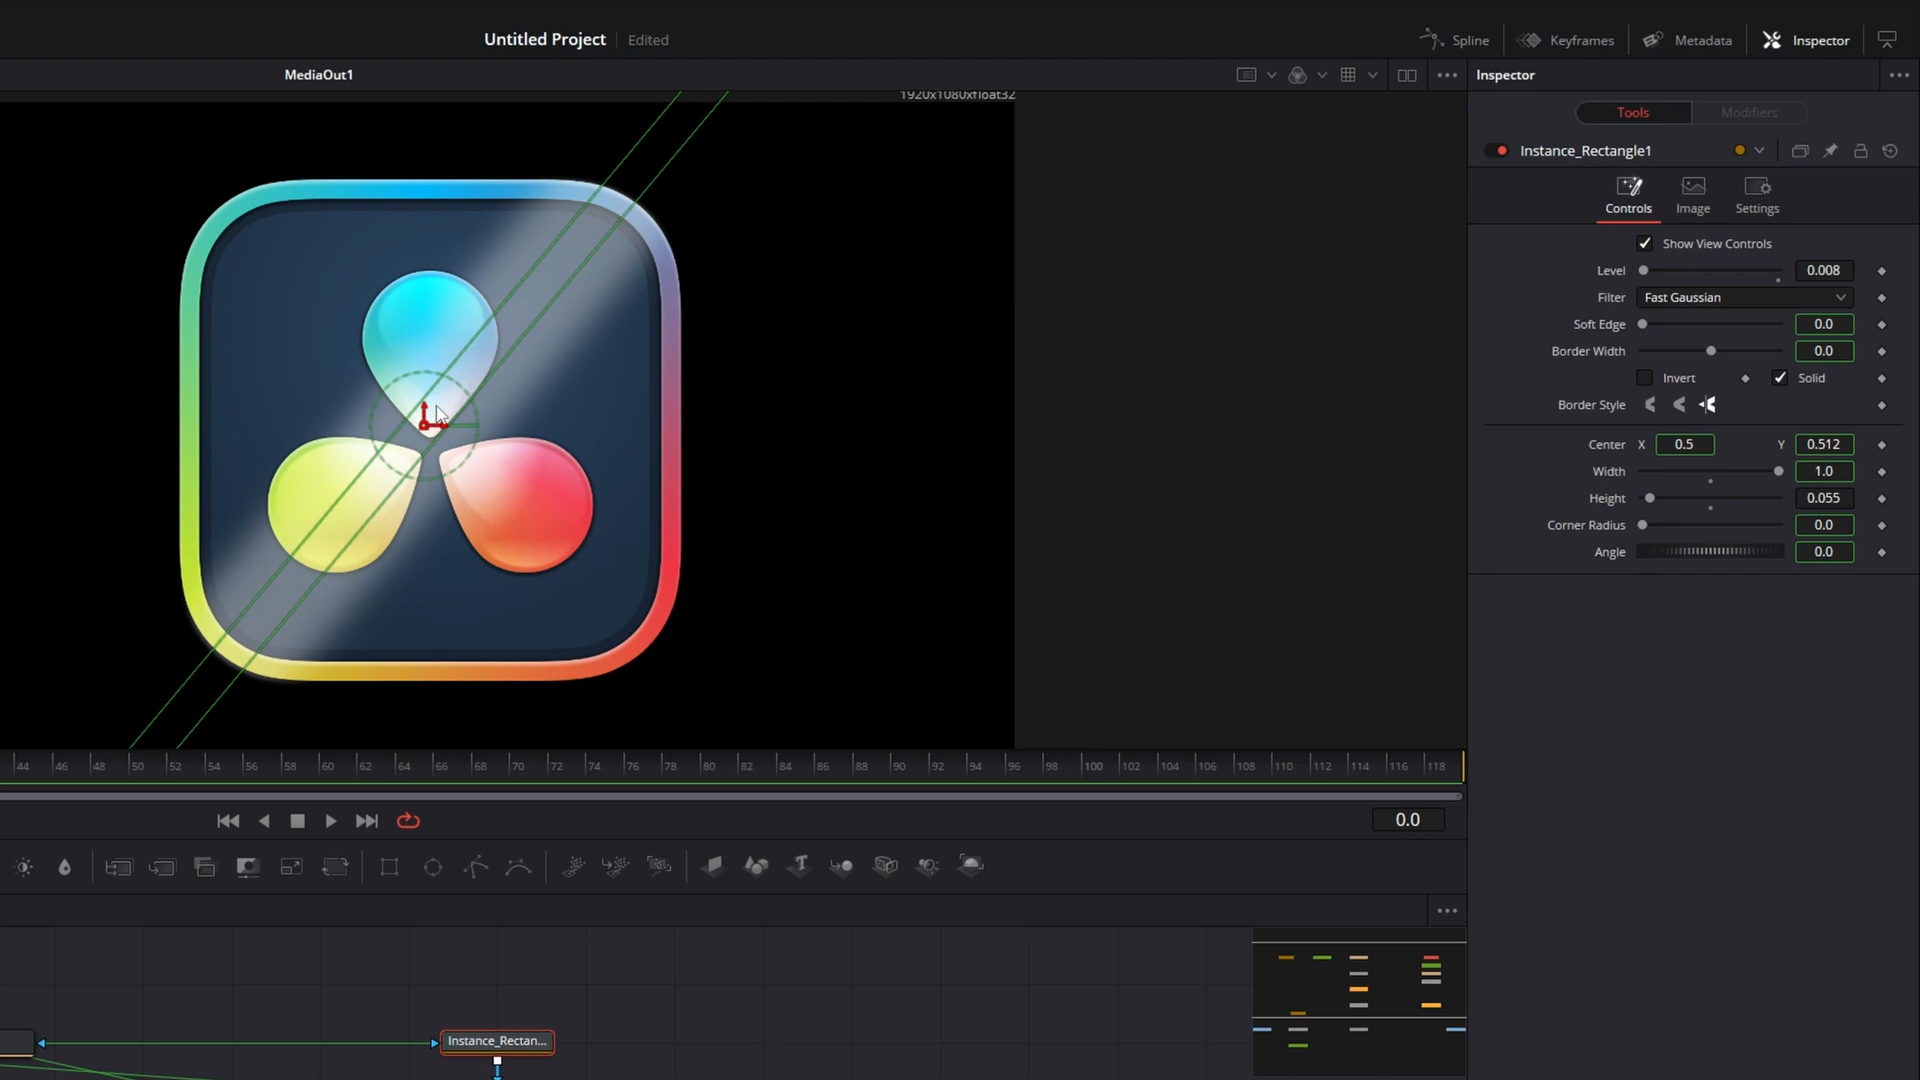 Untitled Project Edited
Spline Keyframes Metadata Inspector
MediaOut1
Inspector
1920x1080xfloat32
Tools Modifiers
Instance_Rectangle1
Controls Image Settings
Show View Controls
Level 0.008
Filter Fast Gaussian
Soft Edge 0.0
Border Width 0.0
Invert Solid
Border Style
Center X 0.5 Y 0.512
Width 1.0
Height 0.055
Corner Radius 0.0
Angle 0.0
44 46 48 50 52 54 56 58 60 62 64 66 68 70 72 74 76 78 80 82 84 86 88 90 92 94 96 98 100 102 104 106 108 110 112 114 116 118
0.0
Instance_Rectan...